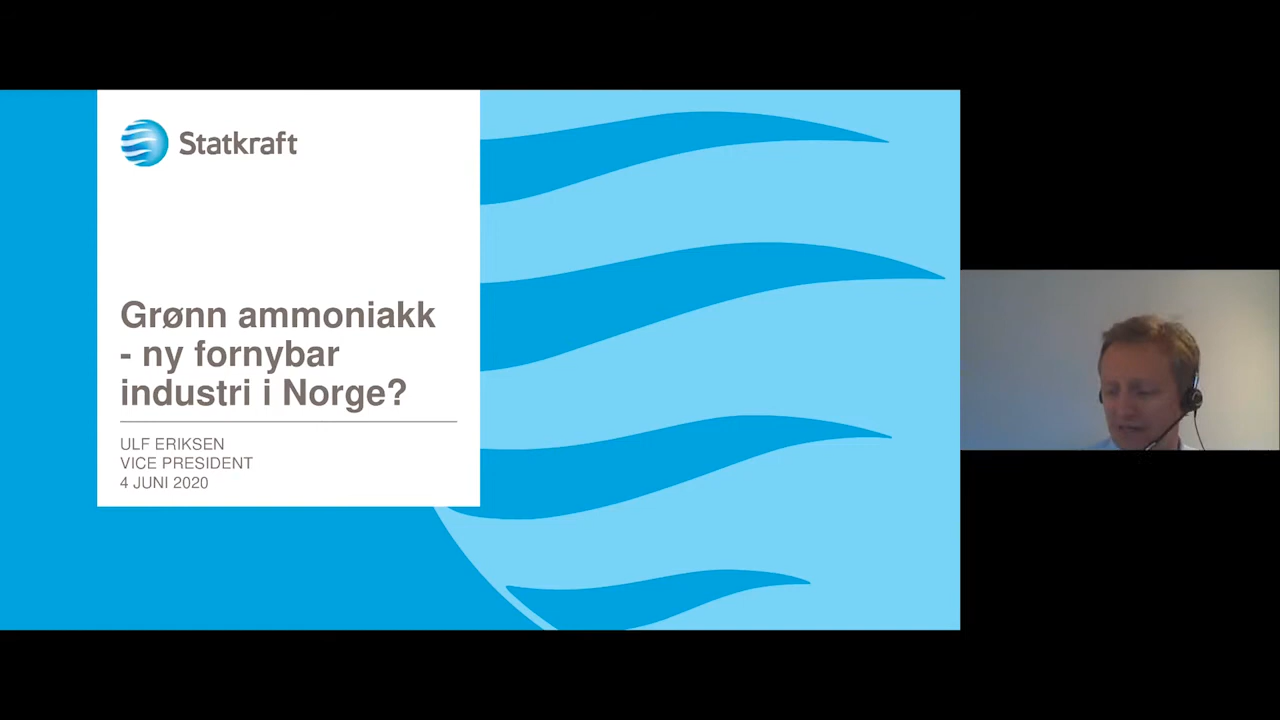 Statkraft
Grønn ammoniakk
- ny fornybar
industri i Norge?
ULF ERIKSEN
VICE PRESIDENT
4 JUNI 2020